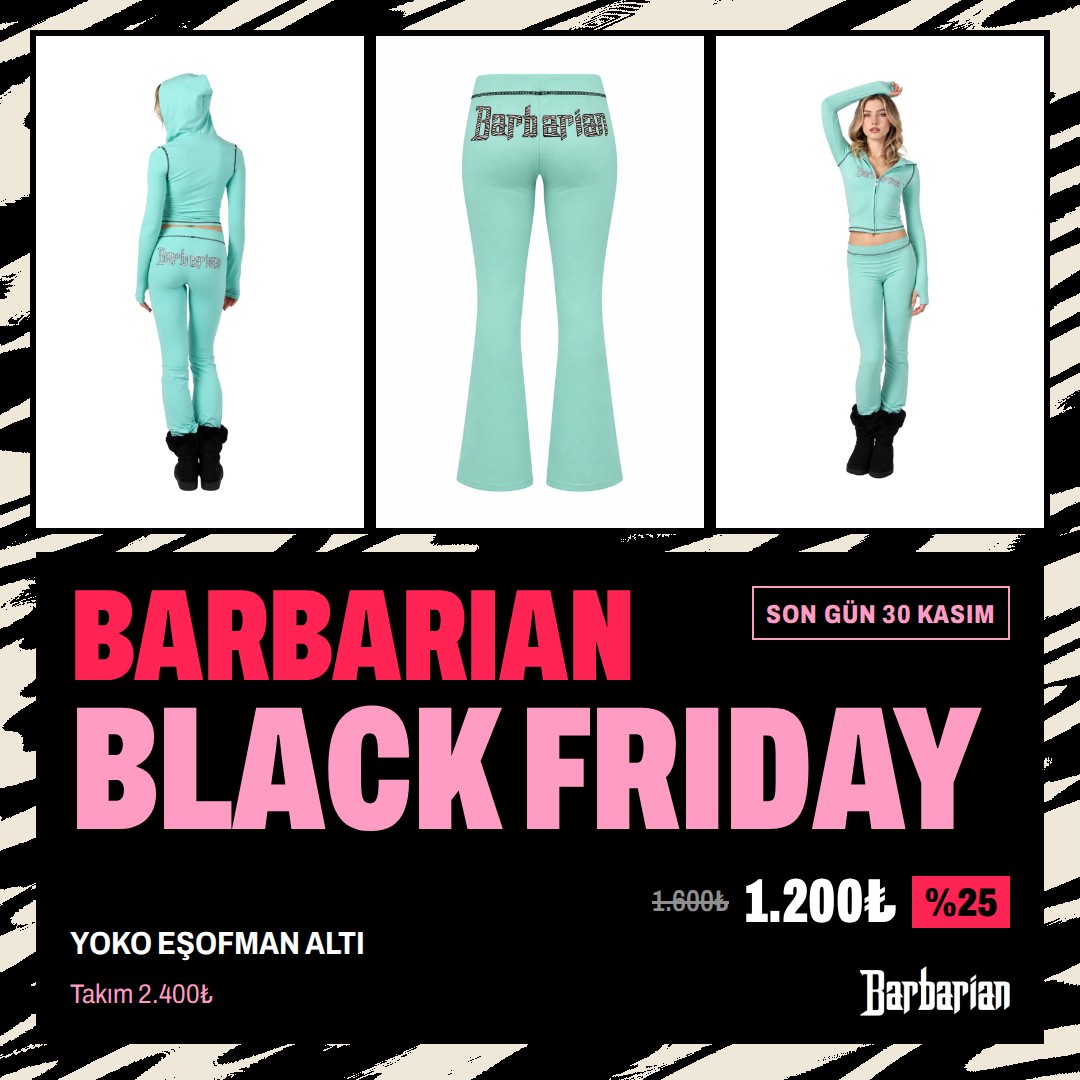 Barbarian
Barbarian
Barbarian
BARBARIAN
SON GÜN 30 KASIM
BLACK FRIDAY
1.600₺ 1.200₺ %25
YOKO EŞOFMAN ALTI
Takım 2.400₺
Barbarian